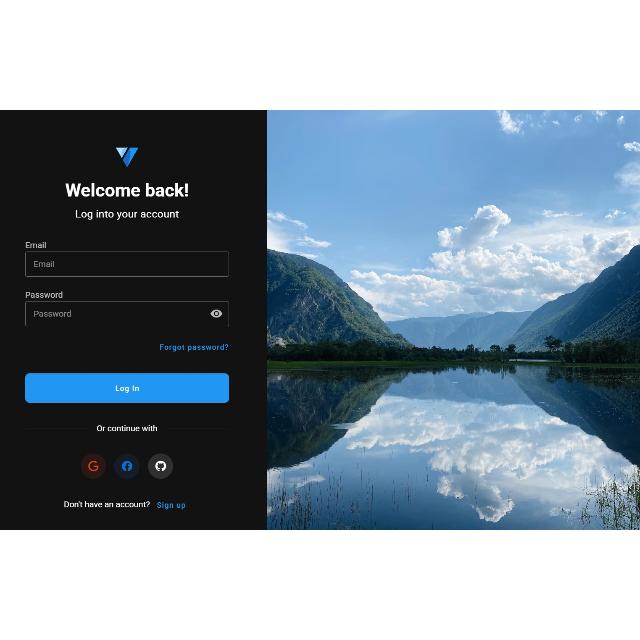 Welcome back!
Log into your account
Email
Email
Password
Password
Forgot password?
Log In
Or continue with
Don't have an account? Sign up